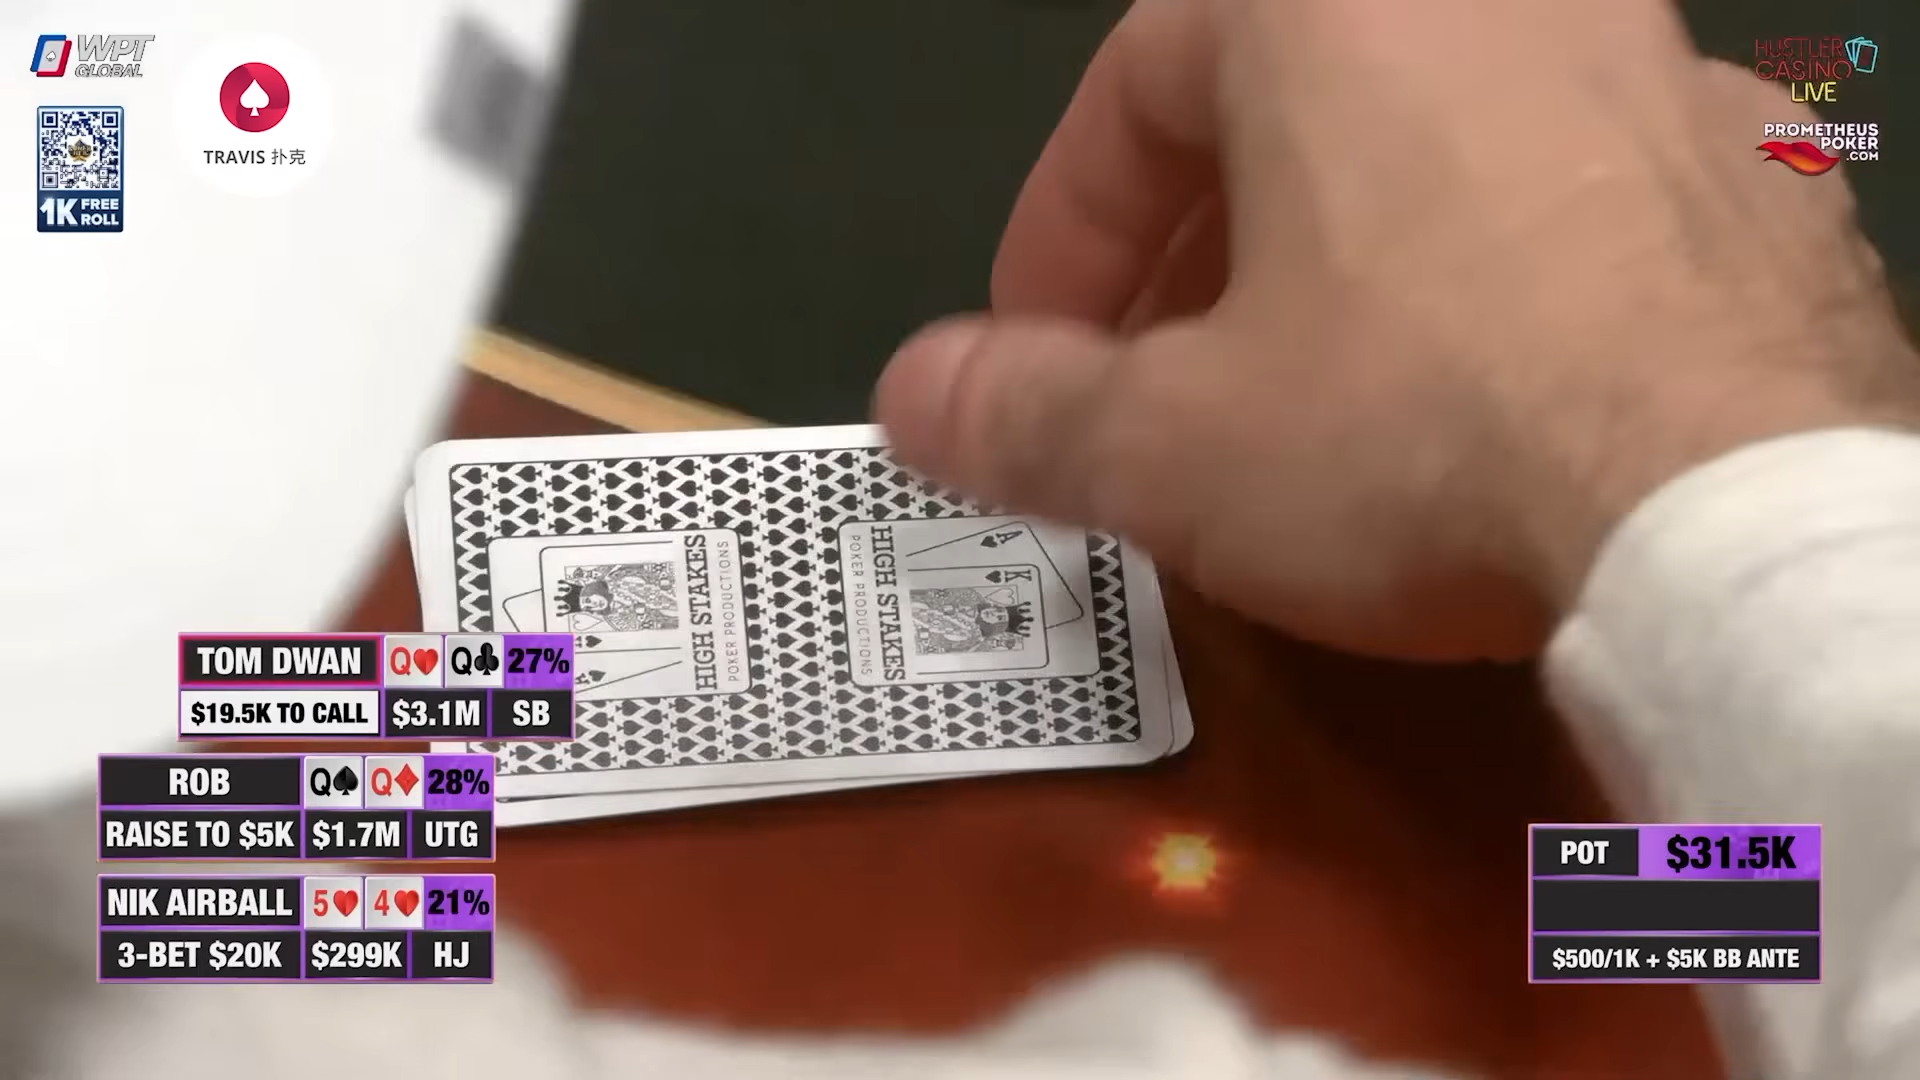 WPT
GLOBAL
1K FREE
ROLL
TRAVIS 扑克
HUSTLER
CASINO
LIVE
PROMETHEUS
POKER
.COM
HIGH STAKES
POKER PRODUCTIONS
HIGH STAKES
POKER PRODUCTIONS
A
K
TOM DWAN Q♥ Q♣ 27%
$19.5K TO CALL $3.1M SB
ROB Q♠ Q♦ 28%
RAISE TO $5K $1.7M UTG
NIK AIRBALL 5♥ 4♥ 21%
3-BET $20K $299K HJ
POT $31.5K
$500/1K + $5K BB ANTE